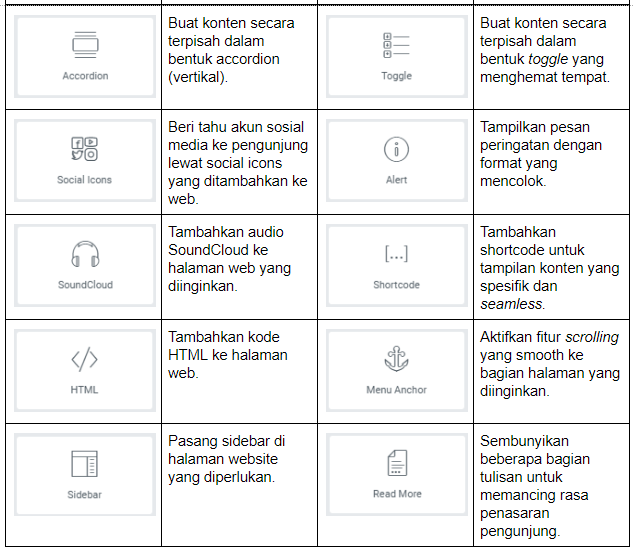 Accordion
Buat konten secara
terpisah dalam
bentuk accordion
(vertikal).
Toggle
Buat konten secara
terpisah dalam
bentuk toggle yang
menghemat tempat.
Social Icons
Beri tahu akun sosial
media ke pengunjung
lewat social icons
yang ditambahkan ke
web.
Alert
Tampilkan pesan
peringatan dengan
format yang
mencolok.
SoundCloud
Tambahkan audio
SoundCloud ke
halaman web yang
diinginkan.
[...]
Shortcode
Tambahkan
shortcode untuk
tampilan konten yang
spesifik dan
seamless.
</>
HTML
Tambahkan kode
HTML ke halaman
web.
Menu Anchor
Aktifkan fitur scrolling
yang smooth ke
bagian halaman yang
diinginkan.
Sidebar
Pasang sidebar di
halaman website
yang diperlukan.
Read More
Sembunyikan
beberapa bagian
tulisan untuk
memancing rasa
penasaran
pengunjung.